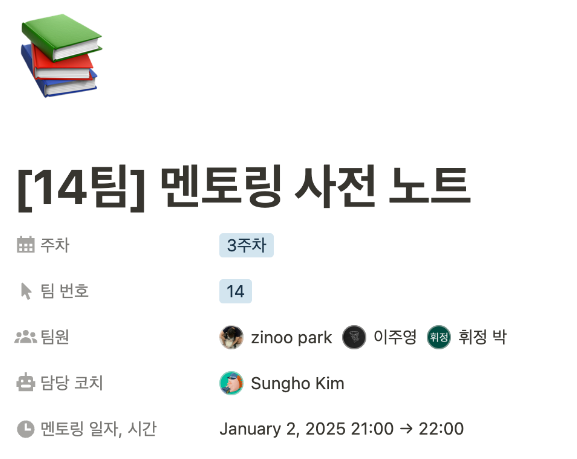 [14팀] 멘토링 사전 노트
주차 3주차
팀 번호 14
팀원 zinoo park 이주영 휘정 휘정 박
담당 코치 Sungho Kim
멘토링 일자, 시간 January 2, 2025 21:00 → 22:00